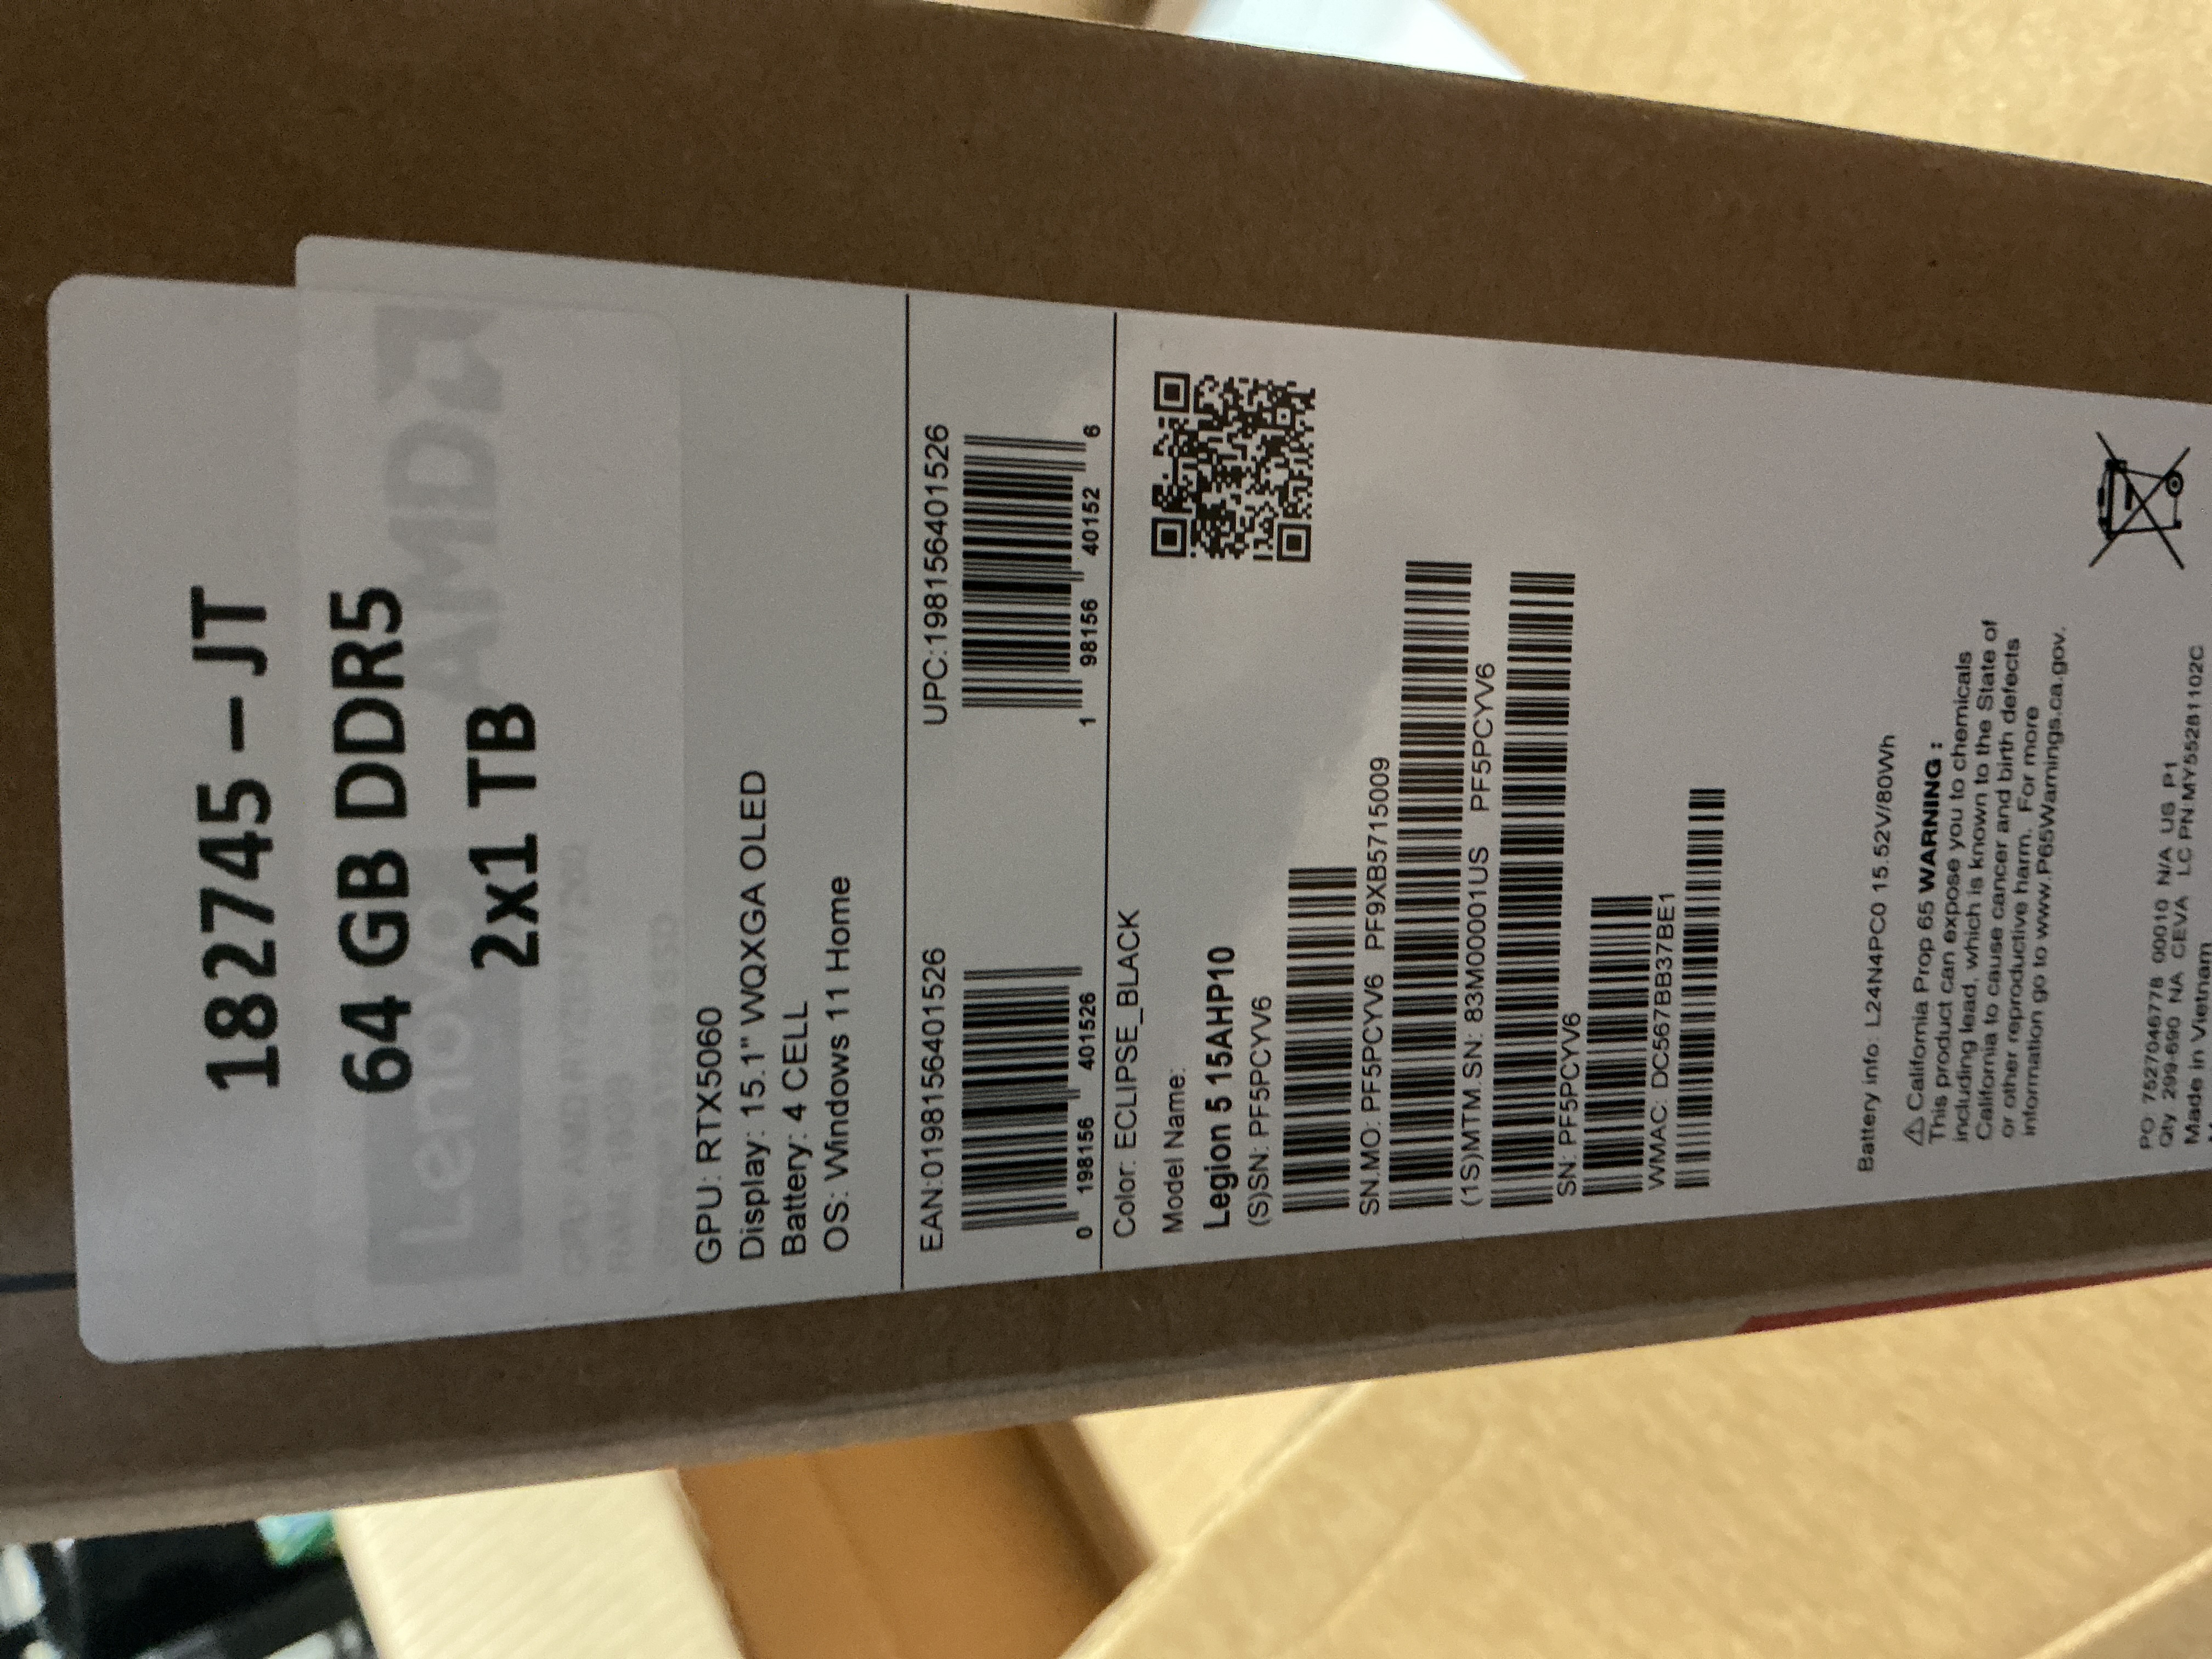 182745 – JT
64 GB DDR5
2x1 TB
Lenovo
AMD
GPU: RTX5060
Display: 15.1" WQXGA OLED
Battery: 4 CELL
OS: Windows 11 Home
EAN:0198156401526
UPC:198156401526
0 198156 401526
1 98156 40152 6
Color: ECLIPSE_BLACK
Model Name:
Legion 5 15AHP10
(S)SN: PF5PCYV6
SN.MO: PF5PCYV6 PF9XB5715009
(1S)MTM.SN: 83M00001US PF5PCYV6
SN: PF5PCYV6
WMAC: DC567BB37BE1
Battery info: L24N4PC0 15.52V/80Wh
⚠ California Prop 65 WARNING :
This product can expose you to chemicals
including lead, which is known to the State of
California to cause cancer and birth defects
or other reproductive harm. For more
information go to www.P65Warnings.ca.gov.
PO 7527046778 00010 N/A US P1
Qty 299-690 NA CEVA LC PN:MY55281102C
Made in Vietnam